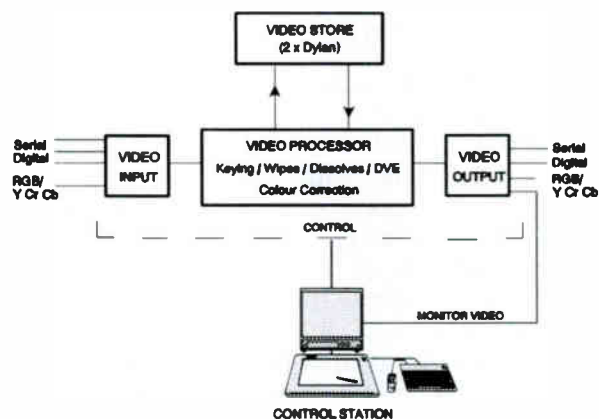 VIDEO STORE
(2 x Dylan)
Serial
Digital
RGB/
Y Cr Cb
VIDEO
INPUT
VIDEO PROCESSOR
Keying / Wipes / Dissolves / DVE
Colour Correction
VIDEO
OUTPUT
Serial
Digital
RGB/
Y Cr Cb
CONTROL
MONITOR VIDEO
CONTROL STATION